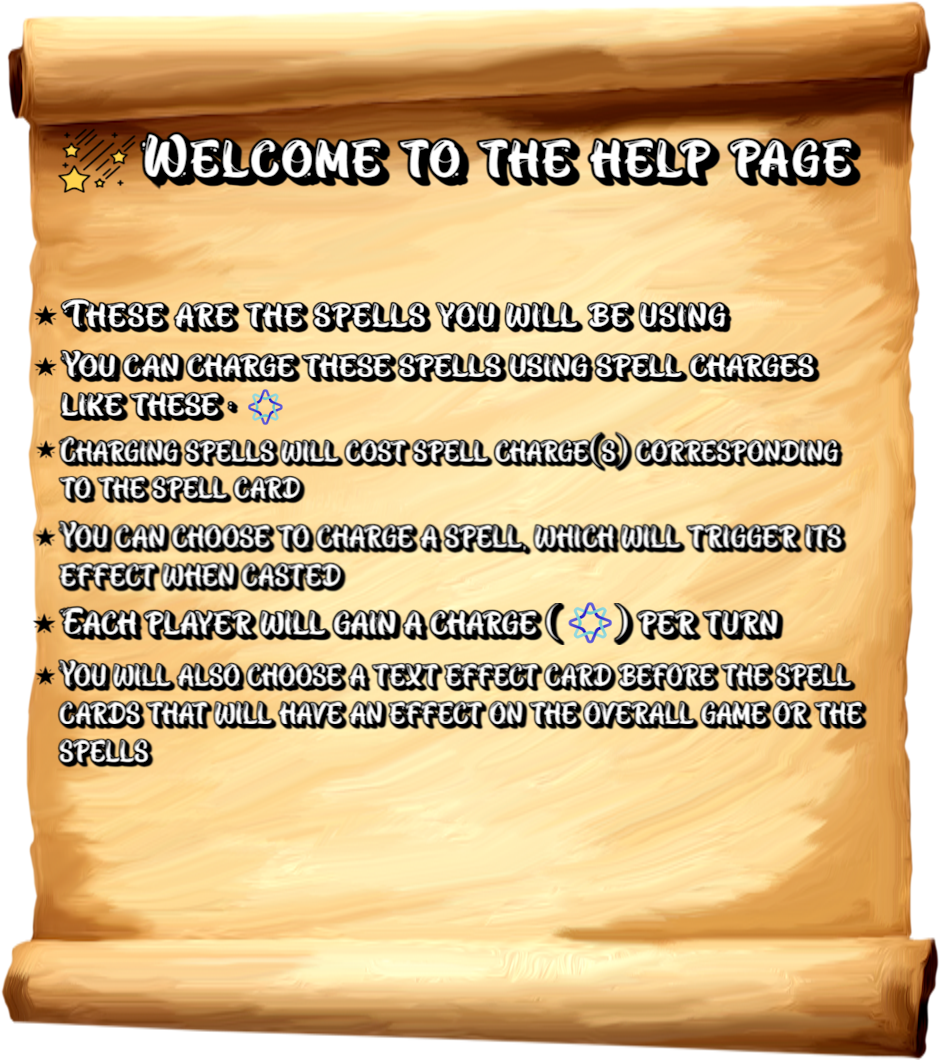 Welcome to the help page
These are the spells you will be using
You can charge these spells using spell charges
like these •
Charging spells will cost spell charge(s) corresponding
to the spell card
You can choose to charge a spell, which will trigger its
effect when casted
Each player will gain a charge ( ) per turn
You will also choose a text effect card before the spell
cards that will have an effect on the overall game or the
spells